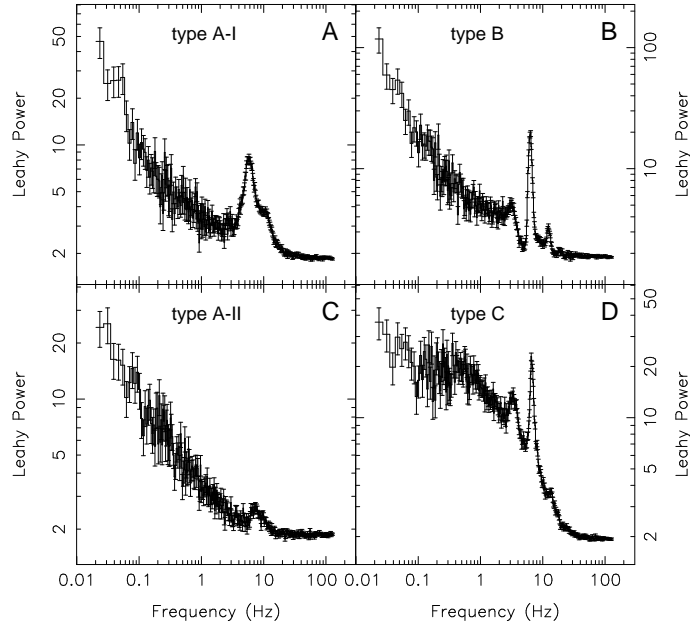 type A-I
A
type B
B
50
20
10
5
2
Leahy Power
100
10
Leahy Power
type A-II
C
type C
D
20
10
5
2
Leahy Power
50
20
10
5
2
Leahy Power
0.01 0.1 1 10 100
0.01 0.1 1 10 100
Frequency (Hz)
Frequency (Hz)